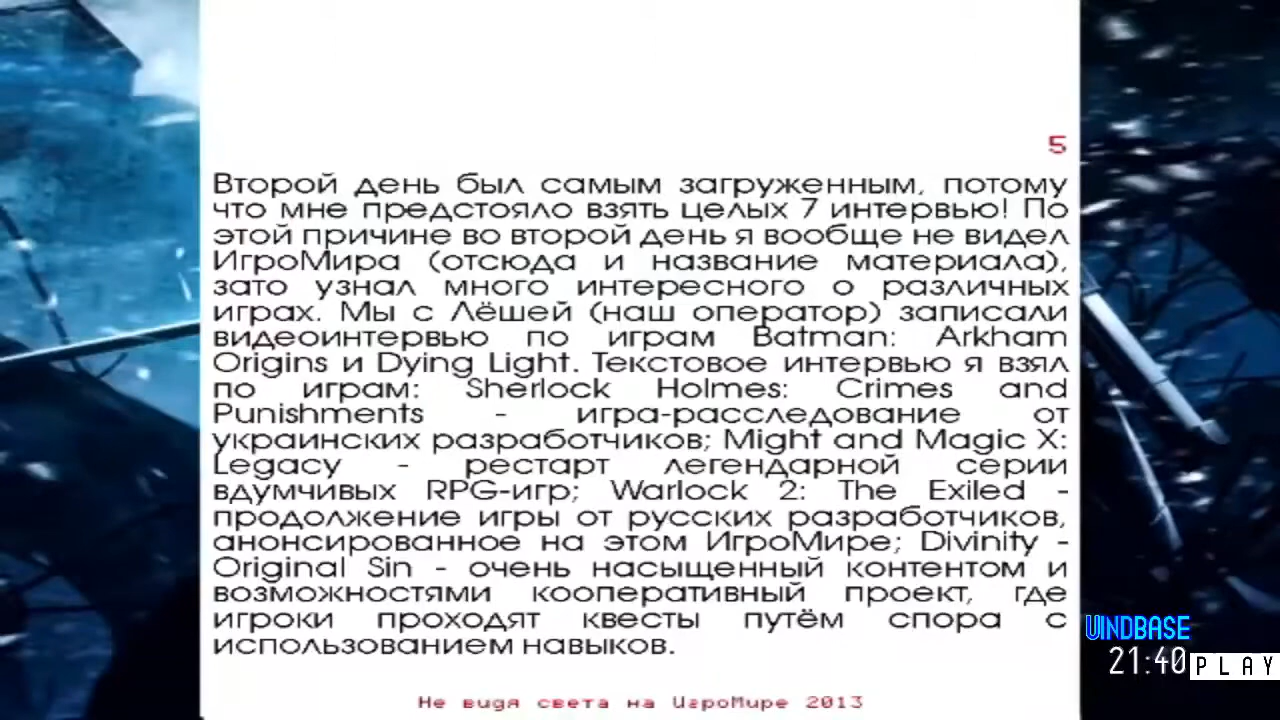 5
Второй день был самым загруженным, потому
что мне предстояло взять целых 7 интервью! По
этой причине во второй день я вообще не видел
ИгроМира (отсюда и название материала),
зато узнал много интересного о различных
играх. Мы с Лёшей (наш оператор) записали
видеоинтервью по играм Batman: Arkham
Origins и Dying Light. Текстовое интервью я взял
по играм: Sherlock Holmes: Crimes and
Punishments - игра-расследование от
украинских разработчиков; Might and Magic X:
Legacy - рестарт легендарной серии
вдумчивых RPG-игр; Warlock 2: The Exiled -
продолжение игры от русских разработчиков,
анонсированное на этом ИгроМире; Divinity -
Original Sin - очень насыщенный контентом и
возможностями кооперативный проект, где
игроки проходят квесты путём спора с
использованием навыков.
Не видя света на ИгроМире 2013
WINDBASE
21:40 PLAY